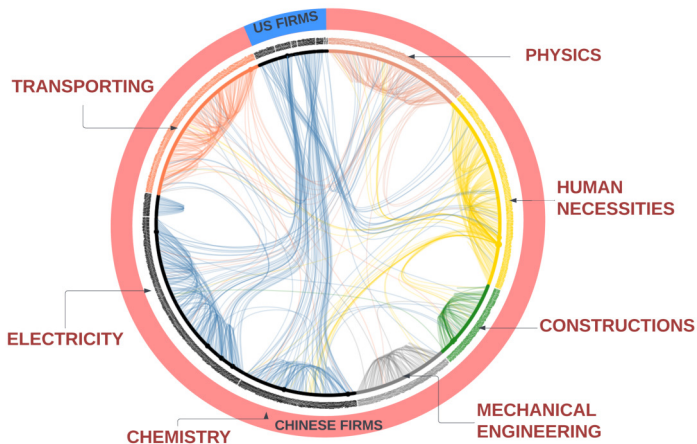 US FIRMS
PHYSICS
TRANSPORTING
HUMAN
NECESSITIES
CONSTRUCTIONS
ELECTRICITY
MECHANICAL
ENGINEERING
CHINESE FIRMS
CHEMISTRY